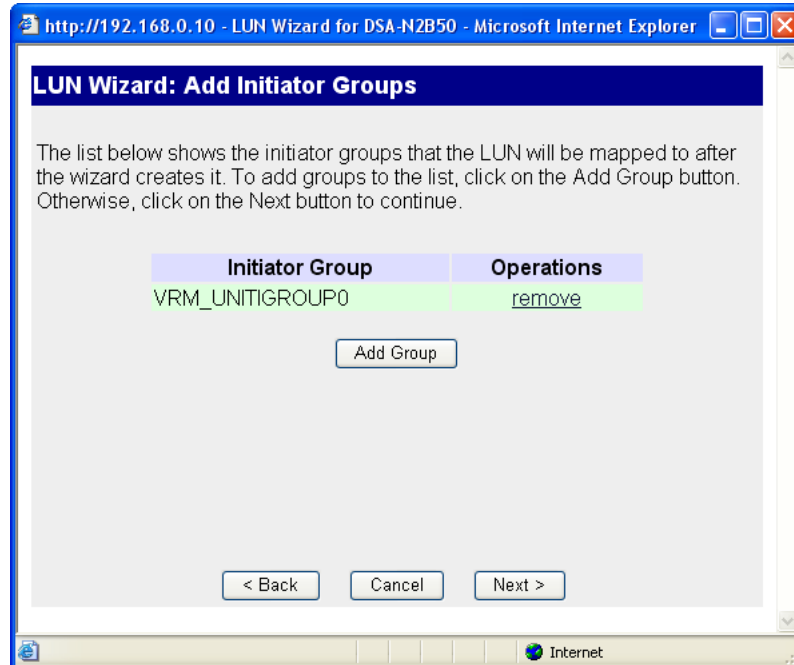 http://192.168.0.10 - LUN Wizard for DSA-N2B50 - Microsoft Internet Explorer
LUN Wizard: Add Initiator Groups
The list below shows the initiator groups that the LUN will be mapped to after
the wizard creates it. To add groups to the list, click on the Add Group button.
Otherwise, click on the Next button to continue.
Initiator Group Operations
VRM_UNITIGROUP0 remove
Add Group
< Back Cancel Next >
Internet